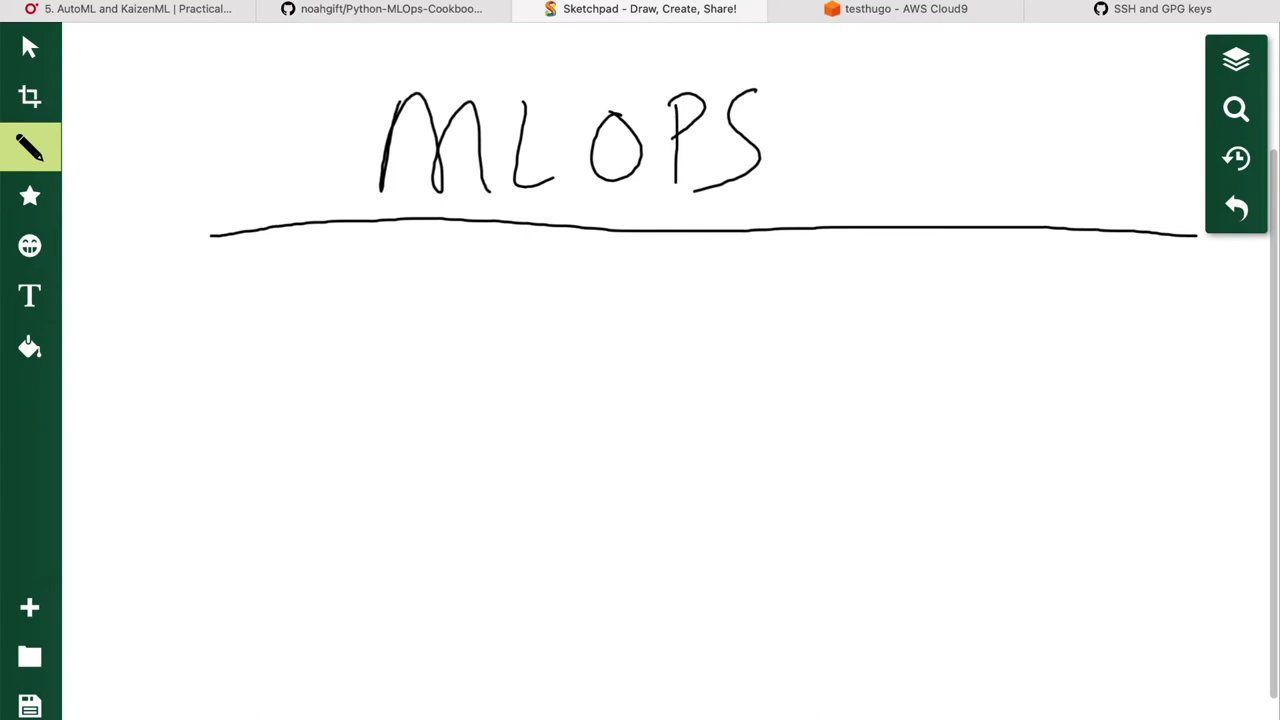 5. AutoML and KaizenML | Practical...
noahgift/Python-MLOps-Cookboo...
Sketchpad - Draw, Create, Share!
testhugo - AWS Cloud9
SSH and GPG keys
MLOPS
T